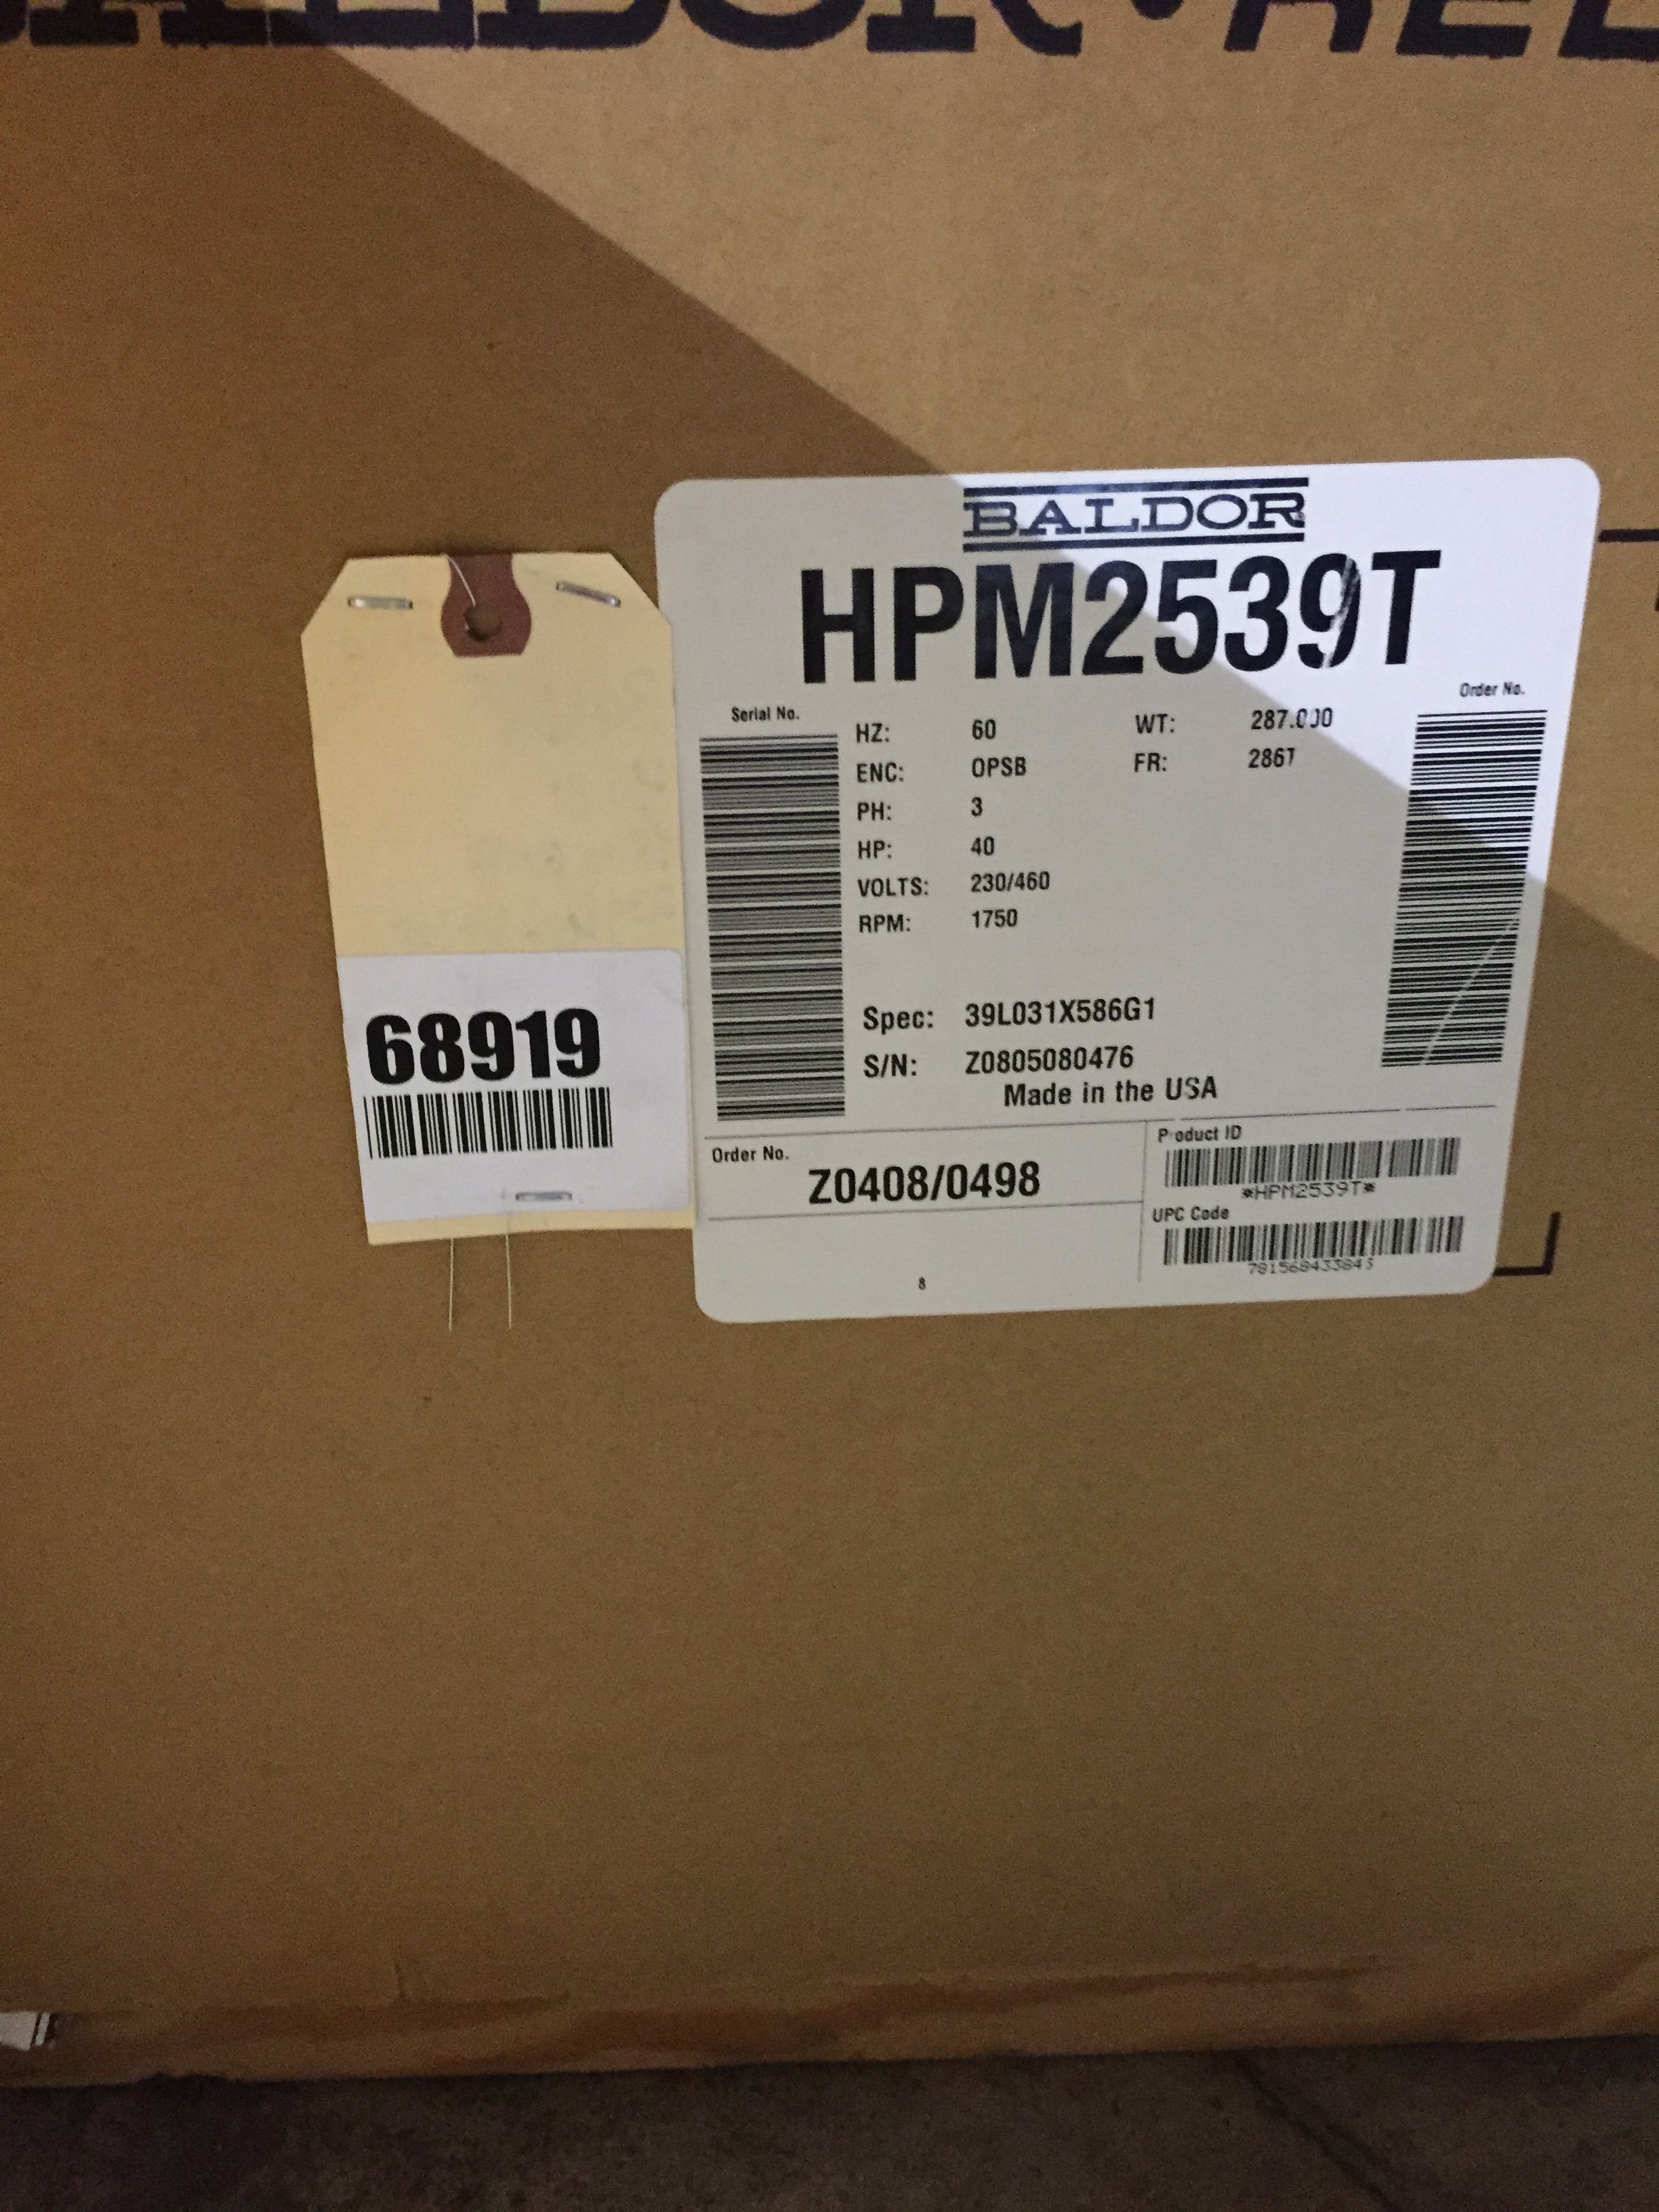 BALDOR
HPM2539T
Serial No.
Order No.
HZ: 60 WT: 287.000
ENC: OPSB FR: 286T
PH: 3
HP: 40
VOLTS: 230/460
RPM: 1750
Spec: 39L031X586G1
S/N: Z0805080476
Made in the USA
68919
Order No.
Z0408/0498
Product ID
*HPM2539T*
UPC Code
8